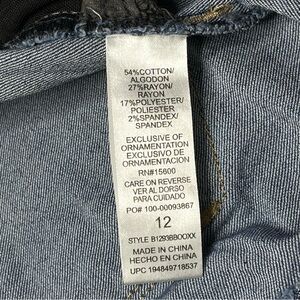 54%COTTON/
ALGODON
27%RAYON/
RAYON
17%POLYESTER/
POLIESTER
2%SPANDEX/
SPANDEX
EXCLUSIVE OF
ORNAMENTATION
EXCLUSIVO DE
ORNAMENTACION
RN#15600
CARE ON REVERSE
VER AL DORSO
PARA CUIDADO
PO# 100-00093867
12
STYLE B1293BBOOXX
MADE IN CHINA
HECHO EN CHINA
UPC 194849718537